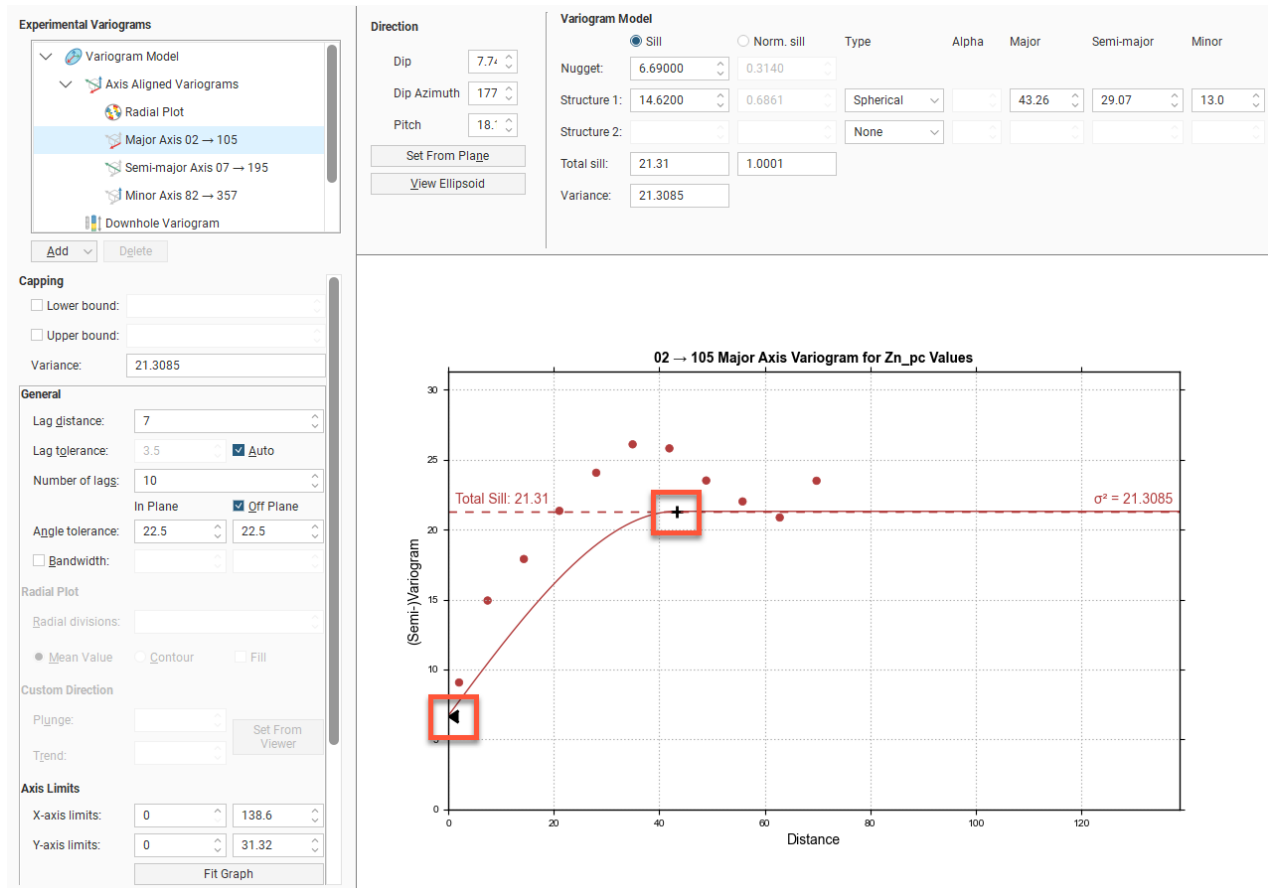 Experimental Variograms
Variogram Model
Axis Aligned Variograms
Radial Plot
Major Axis 02 → 105
Semi-major Axis 07 → 195
Minor Axis 82 → 357
Downhole Variogram
Add
Delete
Capping
Lower bound:
Upper bound:
Variance: 21.3085
General
Lag distance: 7
Lag tolerance: 3.5 Auto
Number of lags: 10
In Plane Off Plane
Angle tolerance: 22.5 22.5
Bandwidth:
Radial Plot
Radial divisions:
Mean Value Contour Fill
Custom Direction
Plunge:
Set From
Viewer
Trend:
Axis Limits
X-axis limits: 0 138.6
Y-axis limits: 0 31.32
Fit Graph
Direction
Dip
Dip Azimuth 177
Pitch
Set From Plane
View Ellipsoid
Variogram Model
Sill Norm. sill Type Alpha Major Semi-major Minor
Nugget: 6.69000 0.3140
Structure 1: 14.6200 0.6861 Spherical 43.26 29.07 13.0
Structure 2: None
Total sill: 21.31 1.0001
Variance: 21.3085
02 → 105 Major Axis Variogram for Zn_pc Values
30
25
Total Sill: 21.31 σ² = 21.3085
20
15
(Semi-)Variogram
10
0
0 20 40 60 80 100 120
Distance